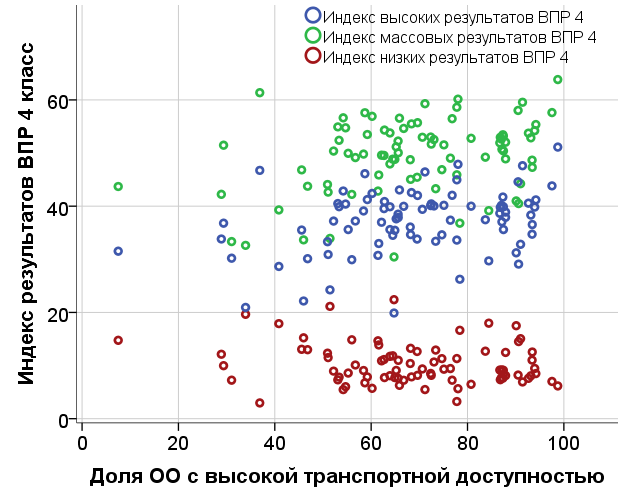 Индекс высоких результатов ВПР 4
Индекс массовых результатов ВПР 4
Индекс низких результатов ВПР 4
Индекс результатов ВПР 4 класс
60
40
20
0
0 20 40 60 80 100
Доля ОО с высокой транспортной доступностью